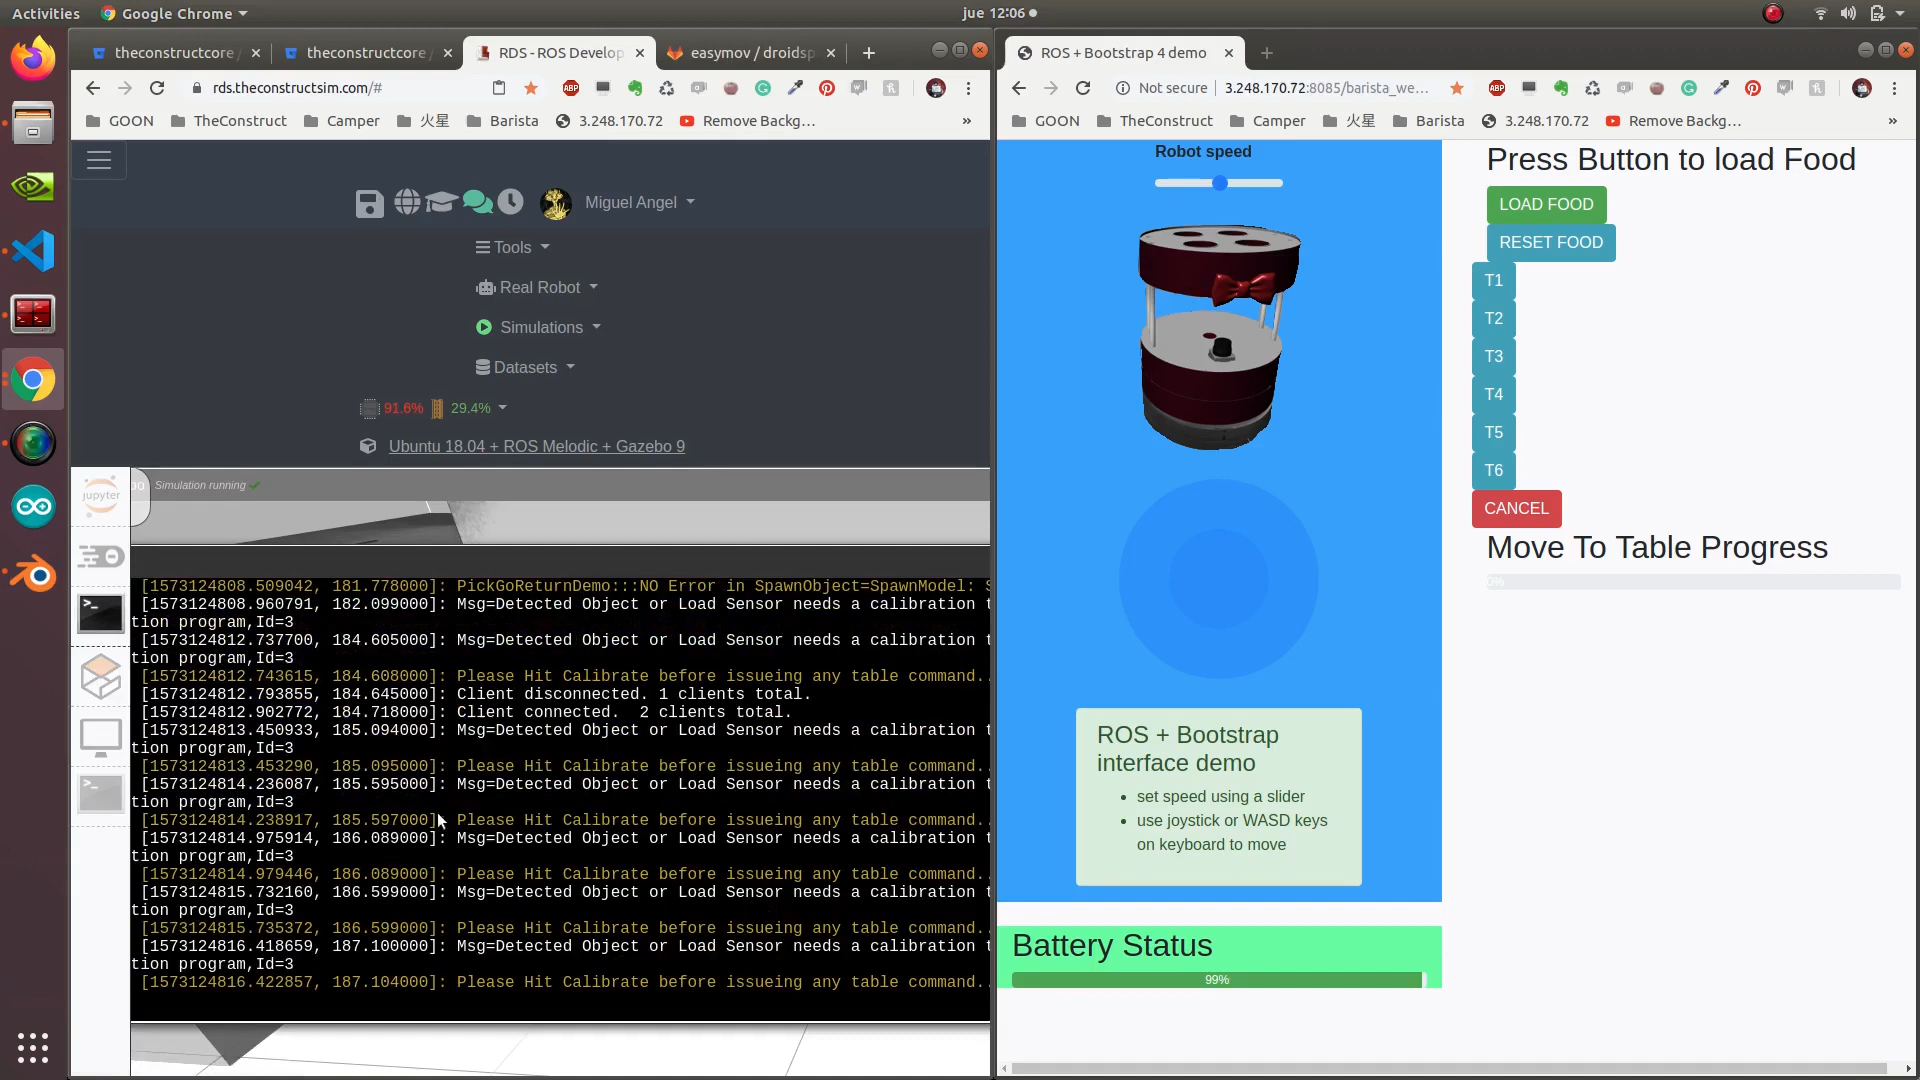 Activities
Google Chrome
jue 12:06
theconstructcore /
theconstructcore /
RDS - ROS Develop
easymov / droidsp
rds.theconstructsim.com/#
GOON
TheConstruct
Camper
火星
Barista
3.248.170.72
Remove Backg…
»
Miguel Angel
Tools
Real Robot
Simulations
Datasets
91.6%
29.4%
Ubuntu 18.04 + ROS Melodic + Gazebo 9
jupyter
Simulation running
[1573124808.509042, 181.778000]: PickGoReturnDemo:::NO Error in SpawnObject=SpawnModel: S
[1573124808.960791, 182.099000]: Msg=Detected Object or Load Sensor needs a calibration t
tion program,Id=3
[1573124812.737700, 184.605000]: Msg=Detected Object or Load Sensor needs a calibration t
tion program,Id=3
[1573124812.743615, 184.608000]: Please Hit Calibrate before issueing any table command..
[1573124812.793855, 184.645000]: Client disconnected. 1 clients total.
[1573124812.902772, 184.718000]: Client connected.  2 clients total.
[1573124813.450933, 185.094000]: Msg=Detected Object or Load Sensor needs a calibration t
tion program,Id=3
[1573124813.453290, 185.095000]: Please Hit Calibrate before issueing any table command..
[1573124814.236087, 185.595000]: Msg=Detected Object or Load Sensor needs a calibration t
tion program,Id=3
[1573124814.238917, 185.597000]: Please Hit Calibrate before issueing any table command..
[1573124814.975914, 186.089000]: Msg=Detected Object or Load Sensor needs a calibration t
tion program,Id=3
[1573124814.979446, 186.089000]: Please Hit Calibrate before issueing any table command..
[1573124815.732160, 186.599000]: Msg=Detected Object or Load Sensor needs a calibration t
tion program,Id=3
[1573124815.735372, 186.599000]: Please Hit Calibrate before issueing any table command..
[1573124816.418659, 187.100000]: Msg=Detected Object or Load Sensor needs a calibration t
tion program,Id=3
[1573124816.422857, 187.104000]: Please Hit Calibrate before issueing any table command..
ROS + Bootstrap 4 demo
Not secure
3.248.170.72:8085/barista_we…
ABP
GOON
TheConstruct
Camper
火星
Barista
3.248.170.72
Remove Backg…
»
Robot speed
ROS + Bootstrap
interface demo
• set speed using a slider
• use joystick or WASD keys
on keyboard to move
Battery Status
99%
Press Button to load Food
LOAD FOOD
RESET FOOD
T1
T2
T3
T4
T5
T6
CANCEL
Move To Table Progress
0%